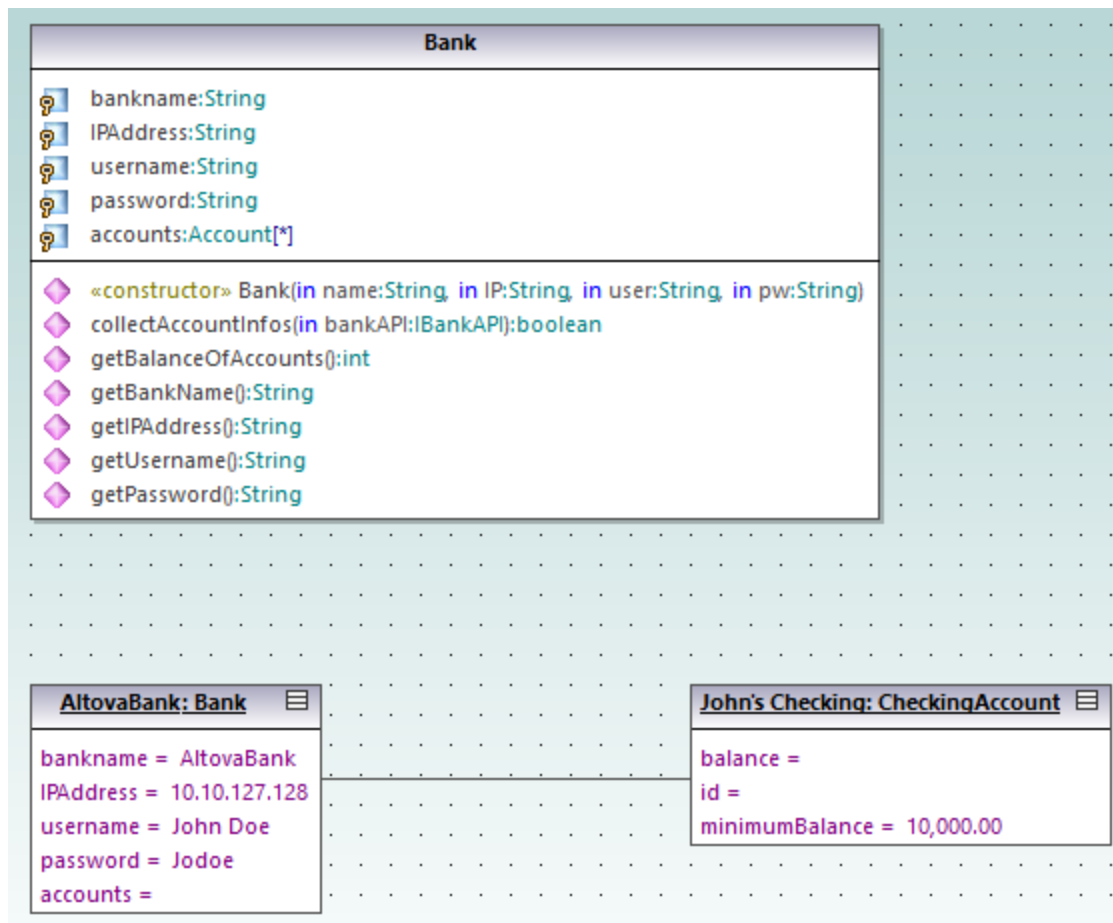 Bank
bankname:String
IPAddress:String
username:String
password:String
accounts:Account[*]
«constructor» Bank(in name:String, in IP:String, in user:String, in pw:String)
collectAccountInfos(in bankAPI:IBankAPI):boolean
getBalanceOfAccounts():int
getBankName():String
getIPAddress():String
getUsername():String
getPassword():String
AltovaBank: Bank
bankname = AltovaBank
IPAddress = 10.10.127.128
username = John Doe
password = Jodoe
accounts =
John's Checking: CheckingAccount
balance =
id =
minimumBalance = 10,000.00